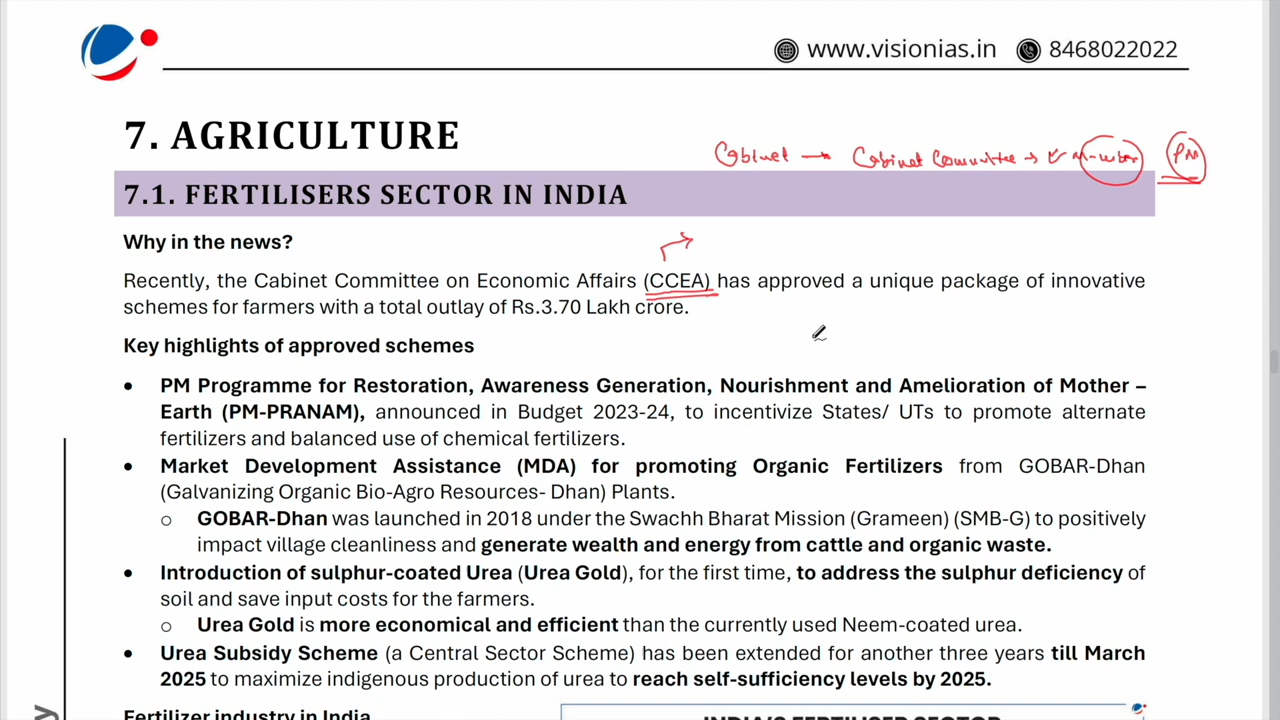 www.visionias.in 8468022022
7. AGRICULTURE
Cabinet → Cabinet Committee → PM
7.1. FERTILISERS SECTOR IN INDIA
Why in the news?
Recently, the Cabinet Committee on Economic Affairs (CCEA) has approved a unique package of innovative
schemes for farmers with a total outlay of Rs.3.70 Lakh crore.
Key highlights of approved schemes
• PM Programme for Restoration, Awareness Generation, Nourishment and Amelioration of Mother –
Earth (PM-PRANAM), announced in Budget 2023-24, to incentivize States/ UTs to promote alternate
fertilizers and balanced use of chemical fertilizers.
• Market Development Assistance (MDA) for promoting Organic Fertilizers from GOBAR-Dhan
(Galvanizing Organic Bio-Agro Resources- Dhan) Plants.
o GOBAR-Dhan was launched in 2018 under the Swachh Bharat Mission (Grameen) (SMB-G) to positively
impact village cleanliness and generate wealth and energy from cattle and organic waste.
• Introduction of sulphur-coated Urea (Urea Gold), for the first time, to address the sulphur deficiency of
soil and save input costs for the farmers.
o Urea Gold is more economical and efficient than the currently used Neem-coated urea.
• Urea Subsidy Scheme (a Central Sector Scheme) has been extended for another three years till March
2025 to maximize indigenous production of urea to reach self-sufficiency levels by 2025.
Fertilizer industry in India
INDIA'S FERTILISER SECTOR
y